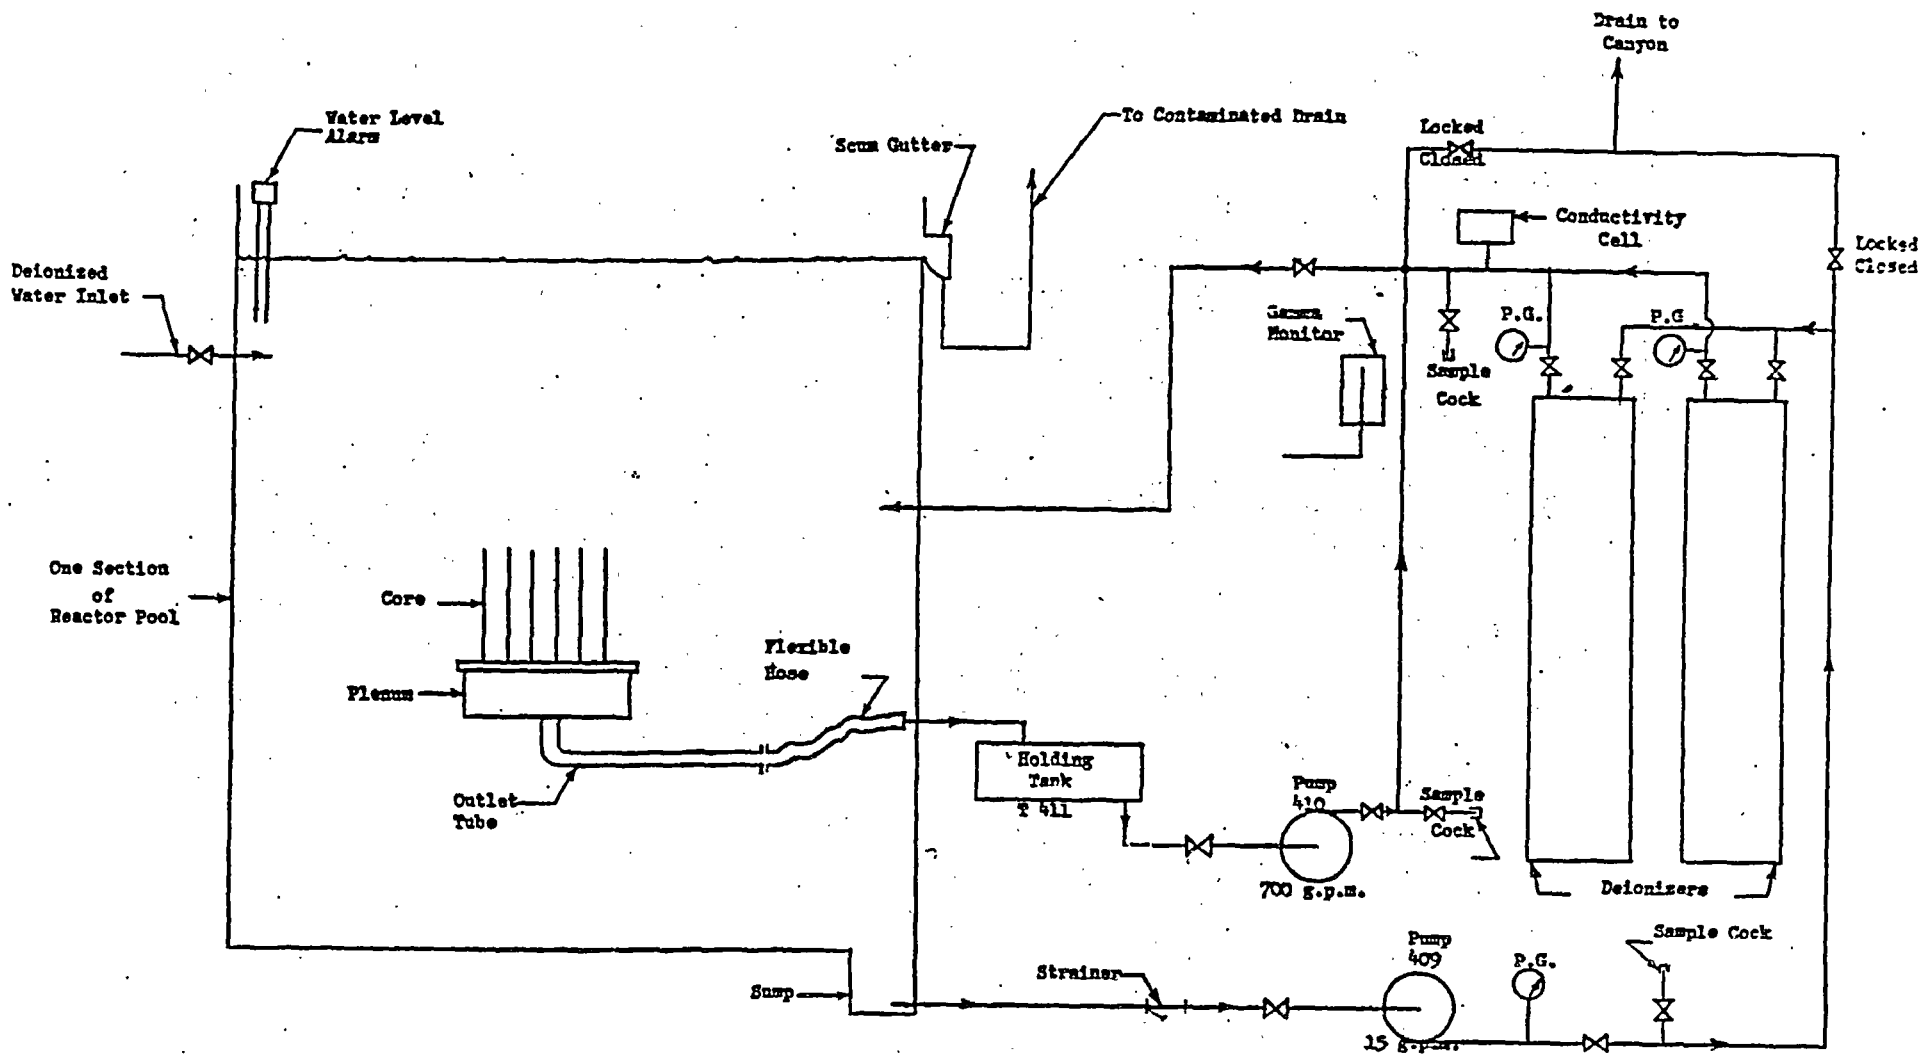 Drain to
Canyon
Water Level
Alarm
Scum Gutter
To Contaminated Drain
Locked
Closed
Conductivity
Cell
Locked
Closed
Deionized
Water Inlet
Gamma
Monitor
P.G.
P.G
Sample
Cock
One Section
of
Reactor Pool
Core
Flexible
Hose
Plenum
Holding
Tank
T 411
Outlet
Tube
Pump
410
Sample
Cock
700 g.p.m.
Deionizers
Sample Cock
Pump
409
P.G.
Strainer
Sump
15 g.p.m.